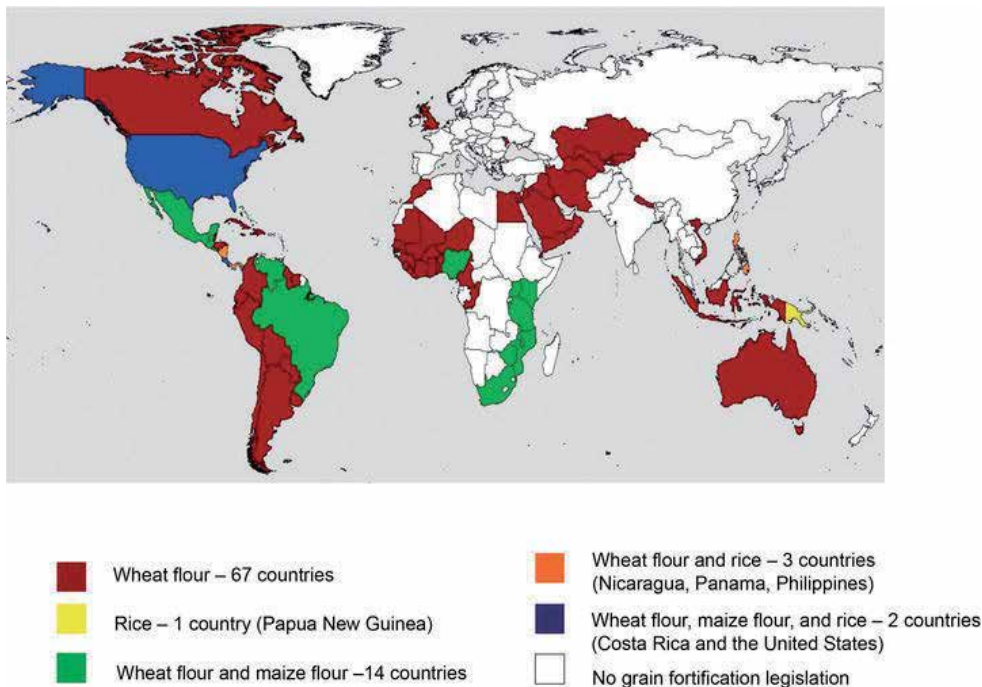 Wheat flour – 67 countries
Rice – 1 country (Papua New Guinea)
Wheat flour and maize flour –14 countries
Wheat flour and rice – 3 countries
(Nicaragua, Panama, Philippines)
Wheat flour, maize flour, and rice – 2 countries
(Costa Rica and the United States)
No grain fortification legislation